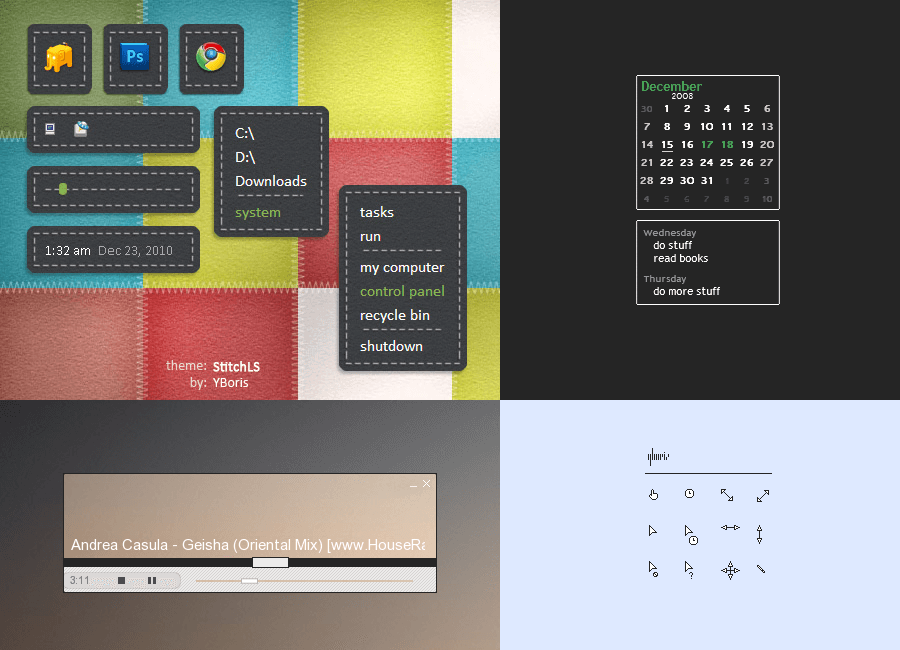 Ps
C:\
D:\
Downloads
system
1:32 am Dec 23, 2010
tasks
run
my computer
control panel
recycle bin
shutdown
theme: StitchLS
by: YBoris
December
2008
30 1 2 3 4 5 6
7 8 9 10 11 12 13
14 15 16 17 18 19 20
21 22 23 24 25 26 27
28 29 30 31 1 2 3
4 5 6 7 8 9 10
Wednesday
do stuff
read books
Thursday
do more stuff
Andrea Casula - Geisha (Oriental Mix) [www.HouseRa
3:11
?